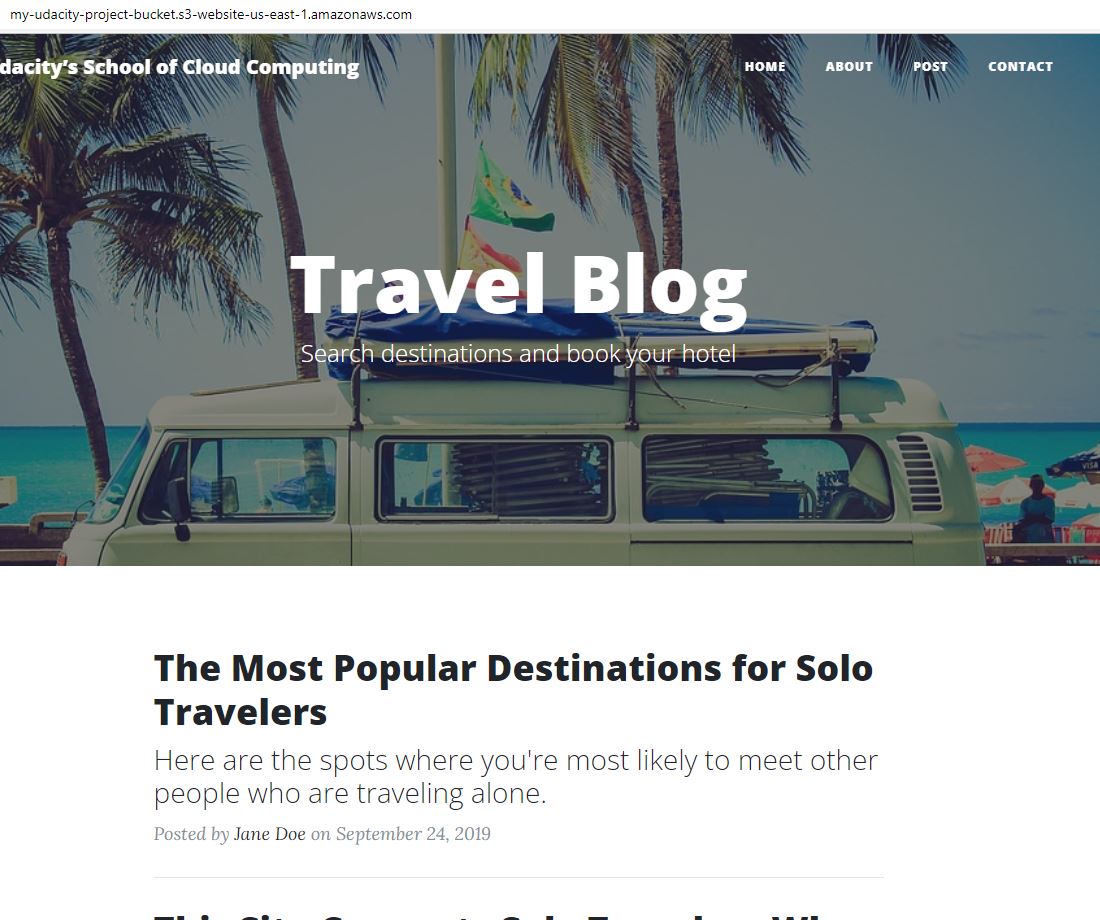 my-udacity-project-bucket.s3-website-us-east-1.amazonaws.com
dacity’s School of Cloud Computing
HOME ABOUT POST CONTACT
Travel Blog
Search destinations and book your hotel
VISA
The Most Popular Destinations for Solo
Travelers
Here are the spots where you're most likely to meet other
people who are traveling alone.
Posted by Jane Doe on September 24, 2019